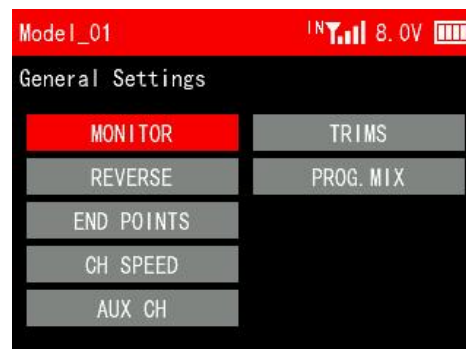 Model_01 IN 8.0V
General Settings
MONITOR TRIMS
REVERSE PROG.MIX
END POINTS
CH SPEED
AUX CH